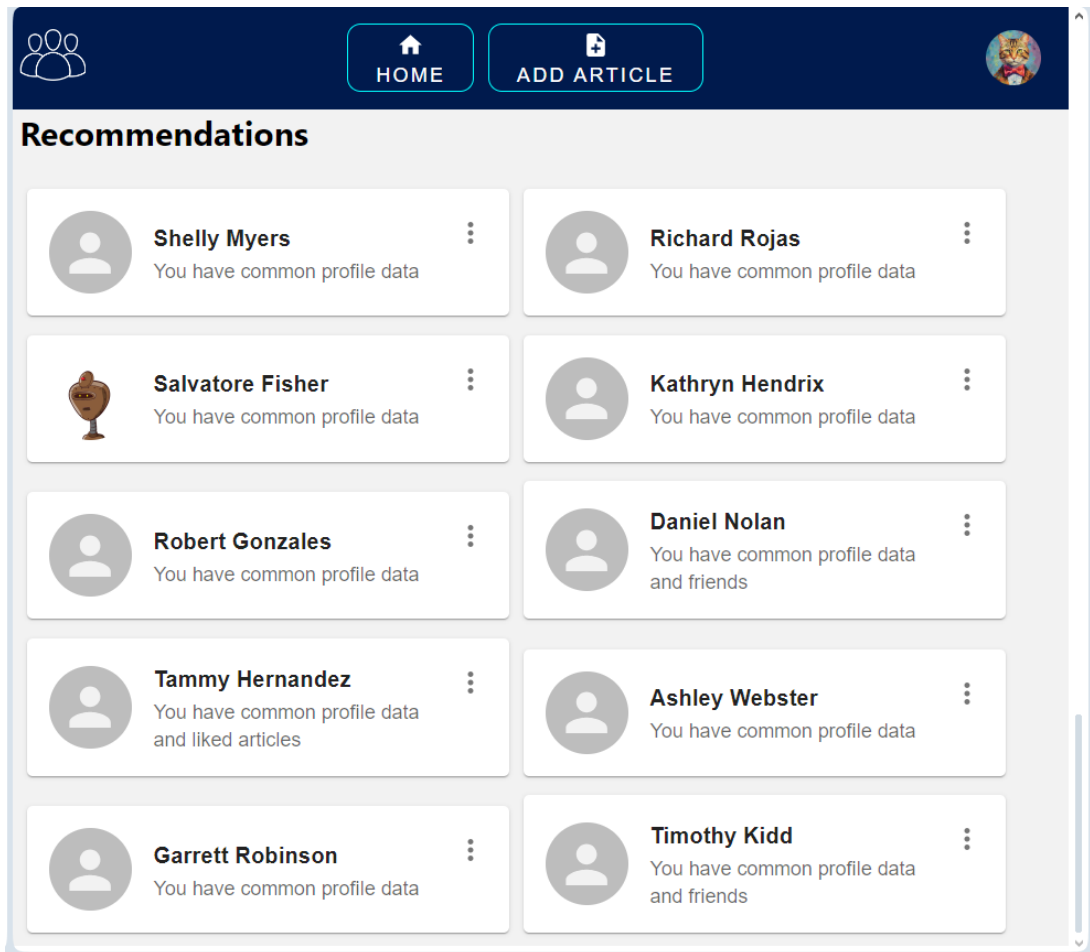 HOME
ADD ARTICLE
Recommendations
Shelly Myers
You have common profile data
Richard Rojas
You have common profile data
Salvatore Fisher
You have common profile data
Kathryn Hendrix
You have common profile data
Robert Gonzales
You have common profile data
Daniel Nolan
You have common profile data
and friends
Tammy Hernandez
You have common profile data
and liked articles
Ashley Webster
You have common profile data
Garrett Robinson
You have common profile data
Timothy Kidd
You have common profile data
and friends